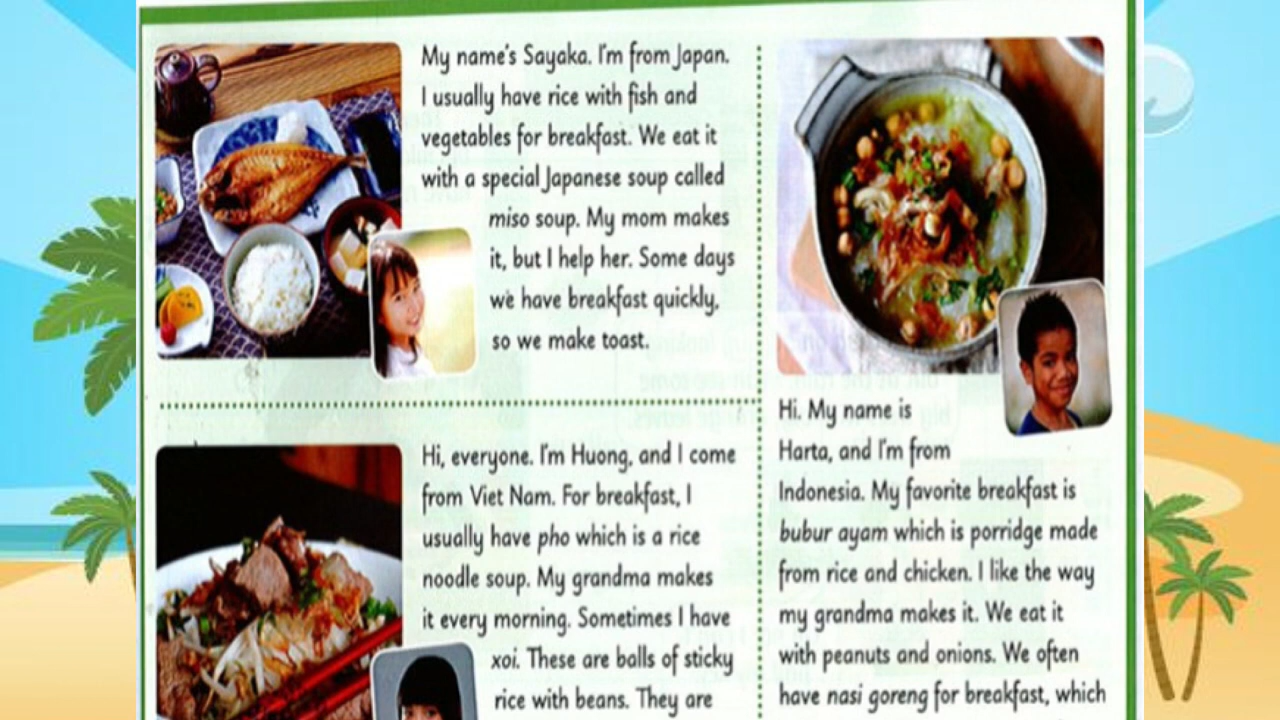 My name's Sayaka. I'm from Japan.
I usually have rice with fish and
vegetables for breakfast. We eat it
with a special Japanese soup called
miso soup. My mom makes
it, but I help her. Some days
we have breakfast quickly,
so we make toast.
Hi, everyone. I'm Huong, and I come
from Viet Nam. For breakfast, I
usually have pho which is a rice
noodle soup. My grandma makes
it every morning. Sometimes I have
xoi. These are balls of sticky
rice with beans. They are
Hi. My name is
Harta, and I'm from
Indonesia. My favorite breakfast is
bubur ayam which is porridge made
from rice and chicken. I like the way
my grandma makes it. We eat it
with peanuts and onions. We often
have nasi goreng for breakfast, which